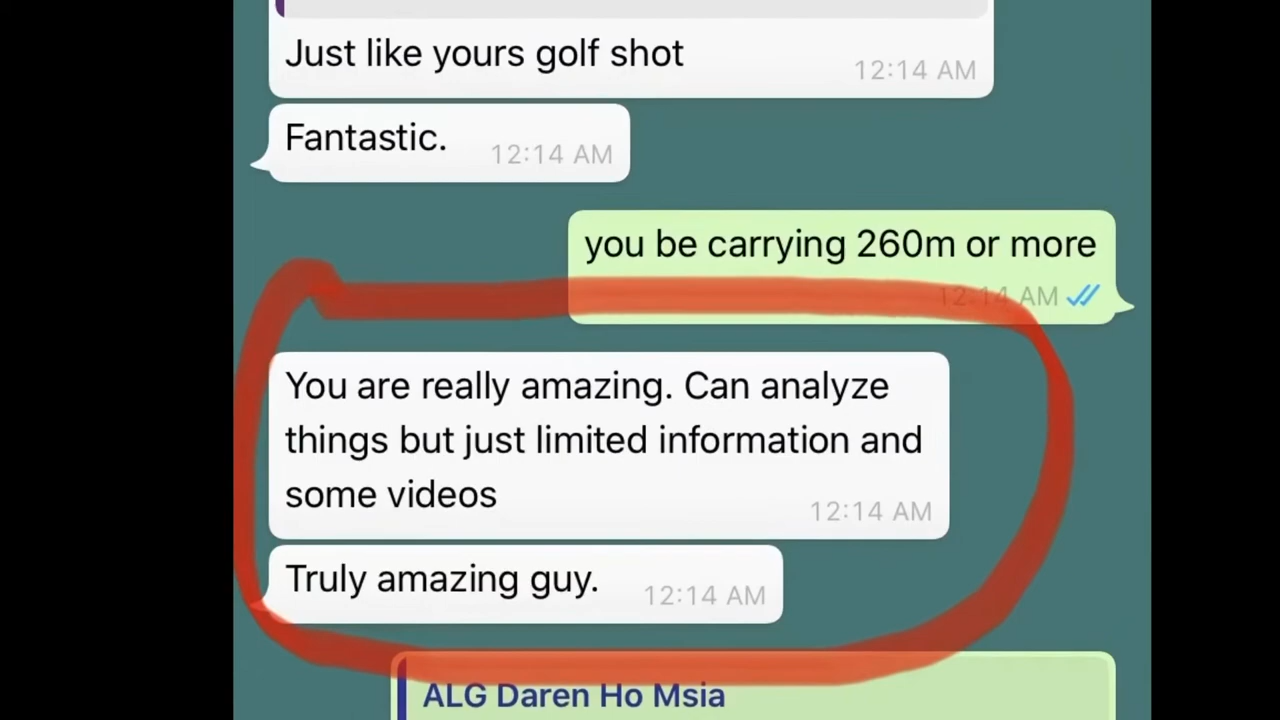 Just like yours golf shot
12:14 AM
Fantastic.
12:14 AM
you be carrying 260m or more
12:14 AM
You are really amazing. Can analyze
things but just limited information and
some videos
12:14 AM
Truly amazing guy.
12:14 AM
ALG Daren Ho Msia